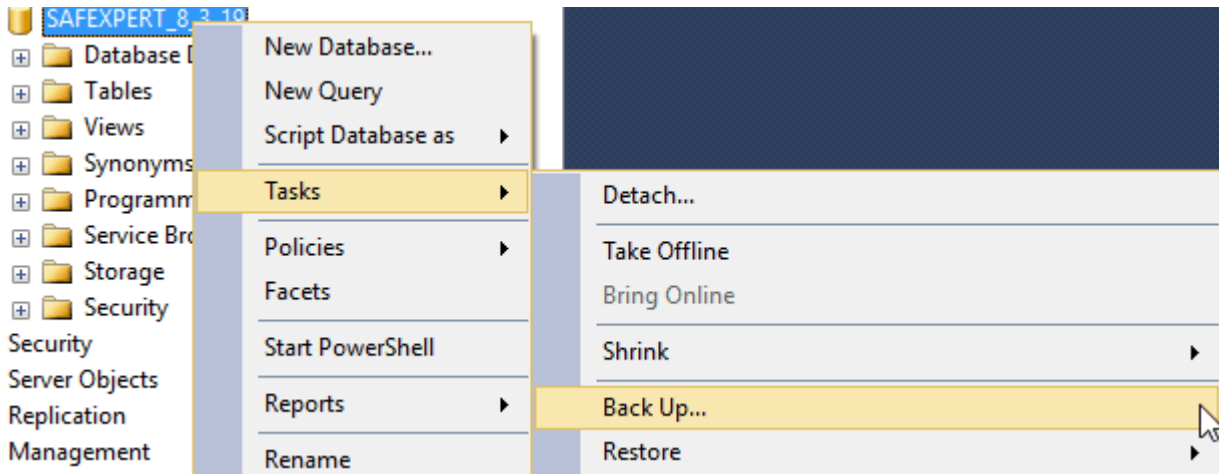 SAFEXPERT_8_3_19
Database D
Tables
Views
Synonyms
Programm
Service Bro
Storage
Security
Security
Server Objects
Replication
Management
New Database...
New Query
Script Database as
Tasks
Policies
Facets
Start PowerShell
Reports
Rename
Detach...
Take Offline
Bring Online
Shrink
Back Up...
Restore